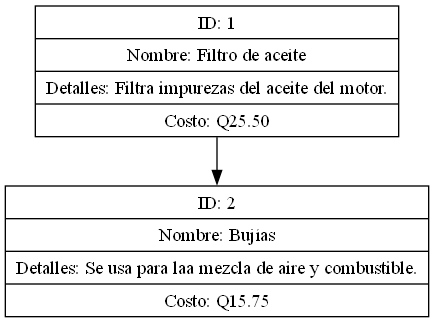 ID: 1
Nombre: Filtro de aceite
Detalles: Filtra impurezas del aceite del motor.
Costo: Q25.50
ID: 2
Nombre: Bujías
Detalles: Se usa para laa mezcla de aire y combustible.
Costo: Q15.75